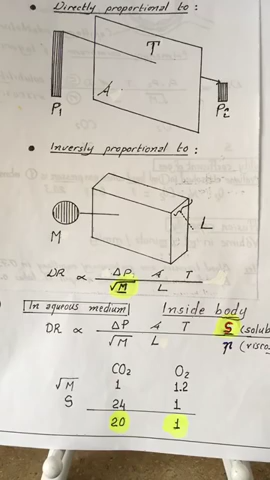 • Directly proportional to :
T
A
P1
P2
• Inversly proportional to :
M
L
DR ∝ ΔP A T
√M L
In aqueous medium Inside body
DR ∝ ΔP A T S (solub
√M L η (visco
CO2 O2
√M 1 1.2
S 24 1
20 1